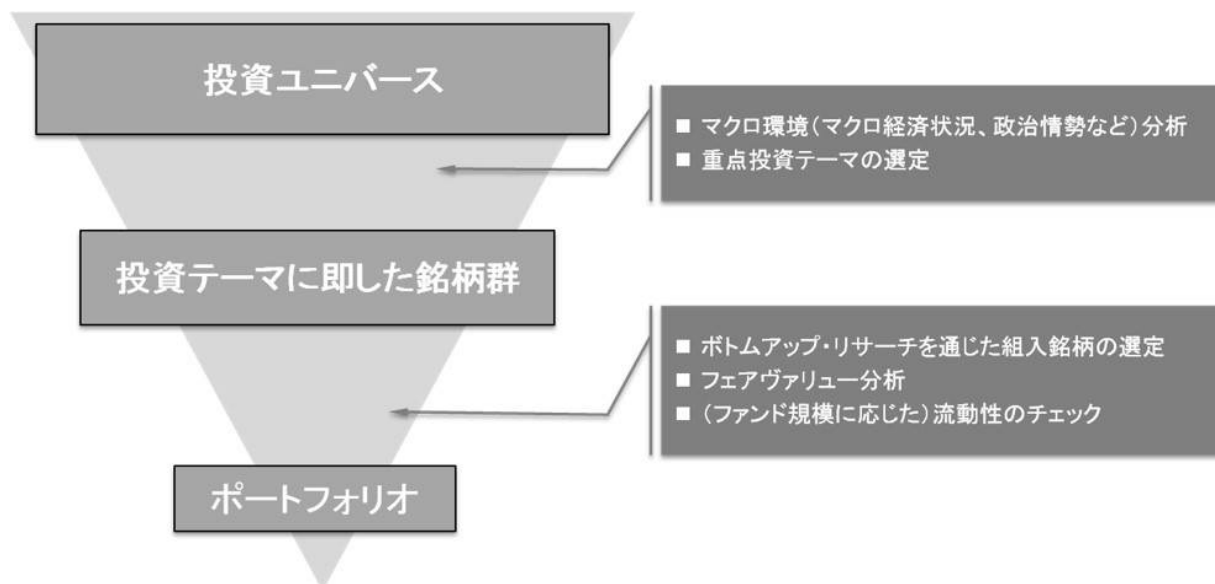 投資ユニバース
■ マクロ環境(マクロ経済状況、政治情勢など)分析
■ 重点投資テーマの選定
投資テーマに即した銘柄群
■ ボトムアップ・リサーチを通じた組入銘柄の選定
■ フェアヴァリュー分析
■ (ファンド規模に応じた)流動性のチェック
ポートフォリオ